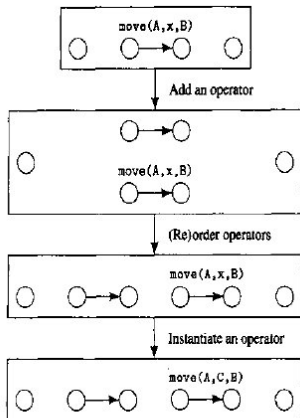 move(A,x,B)
Add an operator
move(A,x,B)
(Re)order operators
move(A,x,B)
Instantiate an operator
move(A,C,B)